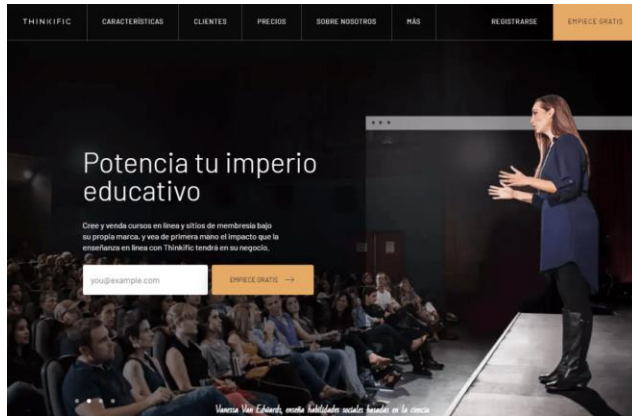 THINKIFIC
CARACTERÍSTICAS
CLIENTES
PRECIOS
SOBRE NOSOTROS
MÁS
REGISTRARSE
EMPIECE GRATIS
Potencia tu imperio
educativo
Cree y venda cursos en línea y sitios de membresía bajo
su propia marca, y vea de primera mano el impacto que la
enseñanza en línea con Thinkific tendrá en su negocio.
you@example.com
EMPIECE GRATIS
Vanessa Van Edwards, enseña habilidades sociales basadas en la ciencia